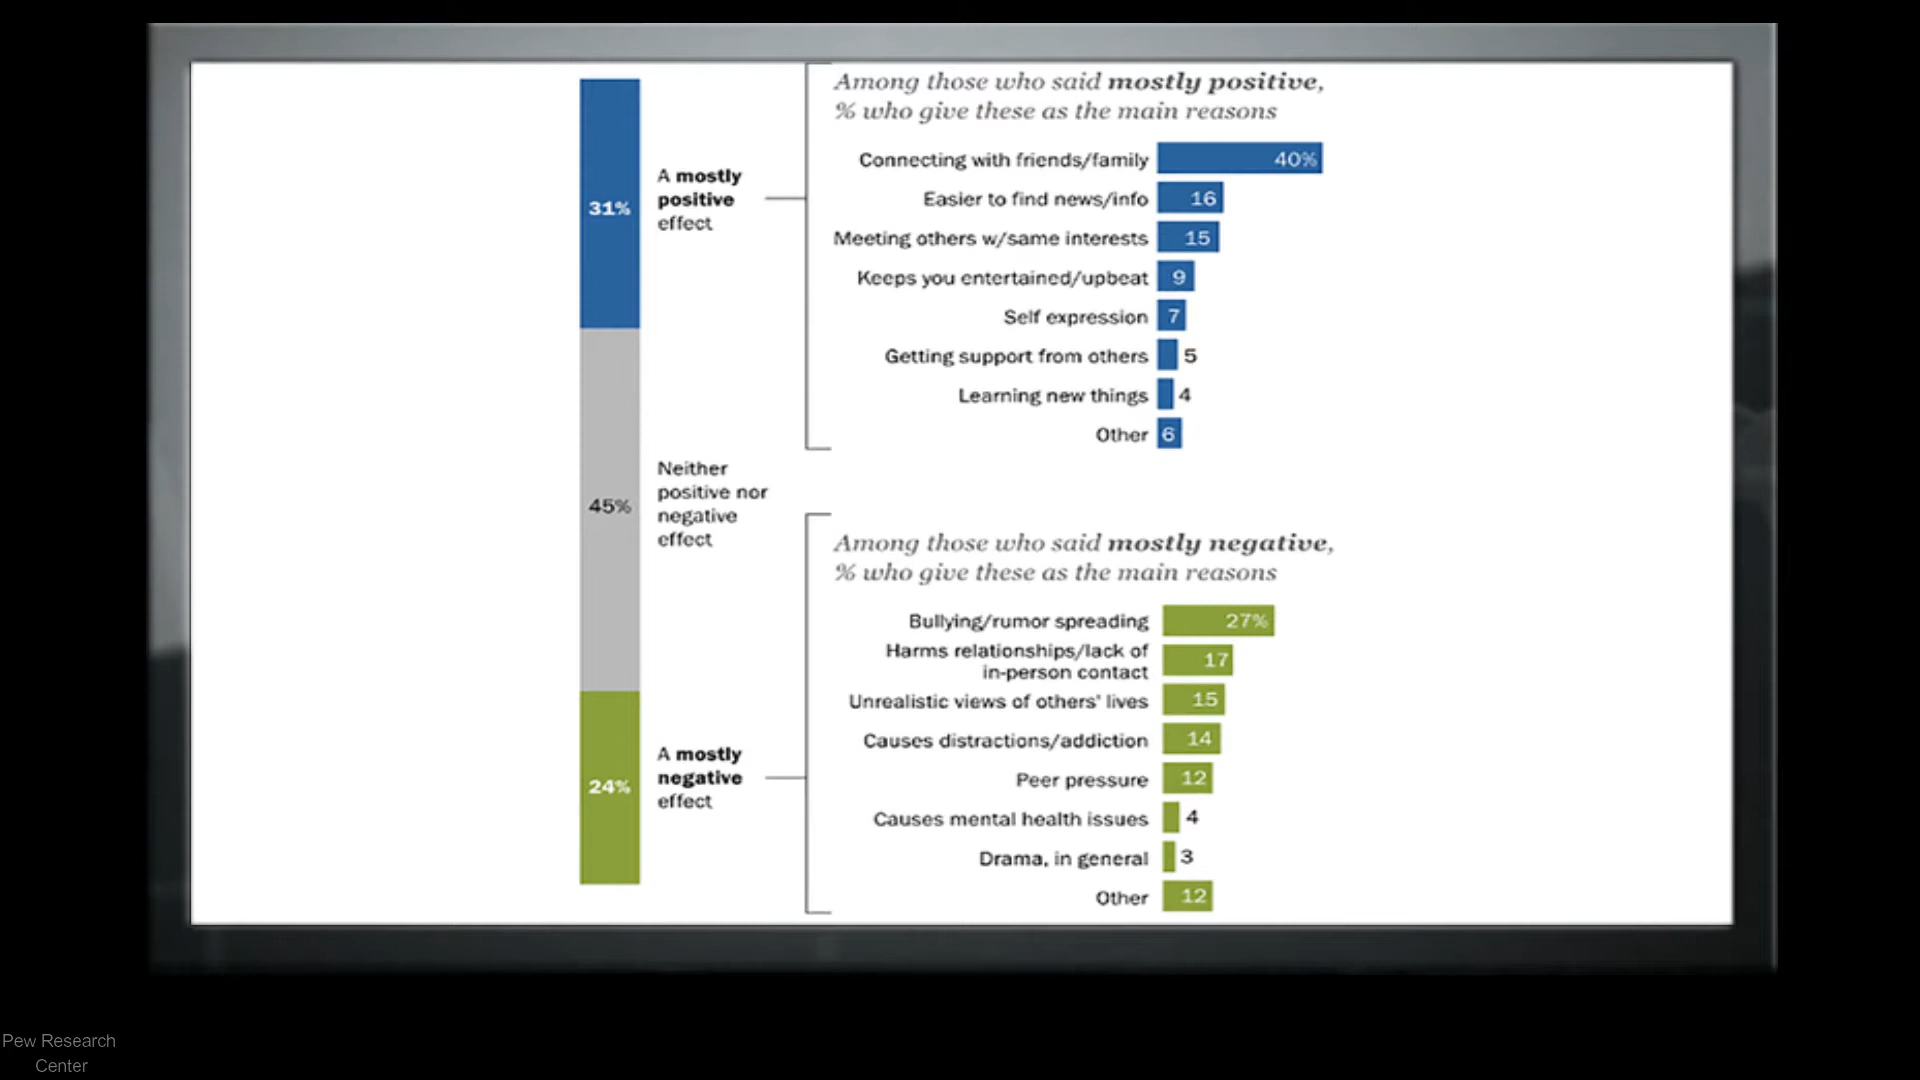 Among those who said mostly positive,
% who give these as the main reasons
31%
A mostly
positive
effect
Connecting with friends/family 40%
Easier to find news/info 16
Meeting others w/same interests 15
Keeps you entertained/upbeat 9
Self expression 7
Getting support from others 5
Learning new things 4
Other 6
45%
Neither
positive nor
negative
effect
Among those who said mostly negative,
% who give these as the main reasons
24%
A mostly
negative
effect
Bullying/rumor spreading 27%
Harms relationships/lack of
in-person contact 17
Unrealistic views of others' lives 15
Causes distractions/addiction 14
Peer pressure 12
Causes mental health issues 4
Drama, in general 3
Other 12
Pew Research
Center